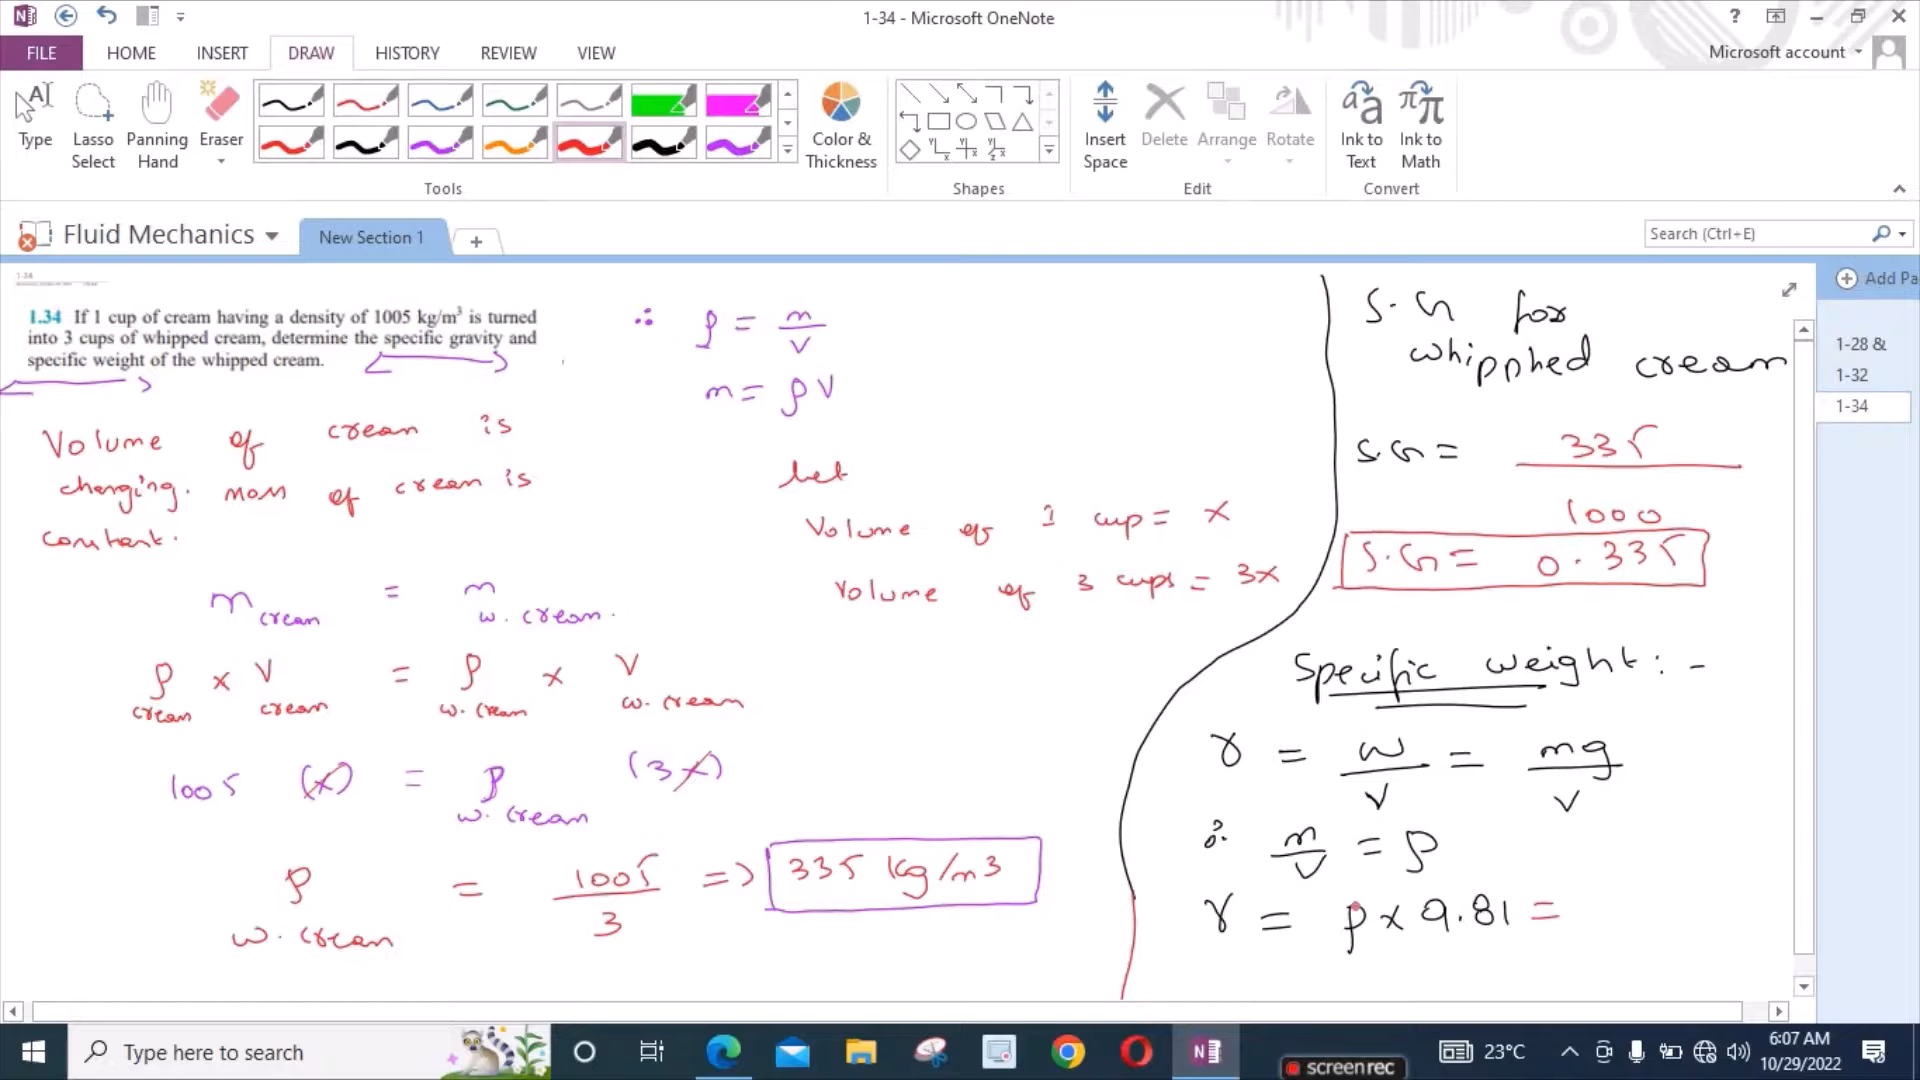 1-34 - Microsoft OneNote
?
FILE HOME INSERT DRAW HISTORY REVIEW VIEW
Microsoft account
Type
Lasso Select
Panning Hand
Eraser
Color & Thickness
Insert Space
Delete
Arrange
Rotate
Ink to Text
Ink to Math
Tools
Shapes
Edit
Convert
Fluid Mechanics
New Section 1
Search (Ctrl+E)
Add Pa
1-28 &
1-32
1-34
1-34
1.34 If 1 cup of cream having a density of 1005 kg/m³ is turned
into 3 cups of whipped cream, determine the specific gravity and
specific weight of the whipped cream.
Volume of cream is
changing. mass of cream is
constant.
m cream = m w. cream.
ρ cream × V cream = ρ w. cream × V w. cream
1005 (x) = ρ w. cream (3x)
ρ w. cream = 1005/3 => 335 kg/m3
∴ ρ = m/v
m = ρV
let
Volume of 1 cup = x
Volume of 3 cups = 3x
S.G for
whipphed cream
S.G = 335/1000
S.G = 0.335
Specific weight: -
γ = w/v = mg/v
∴ m/v = ρ
γ = ρ × 9.81 =
Type here to search
23°C
6:07 AM
10/29/2022
screenrec